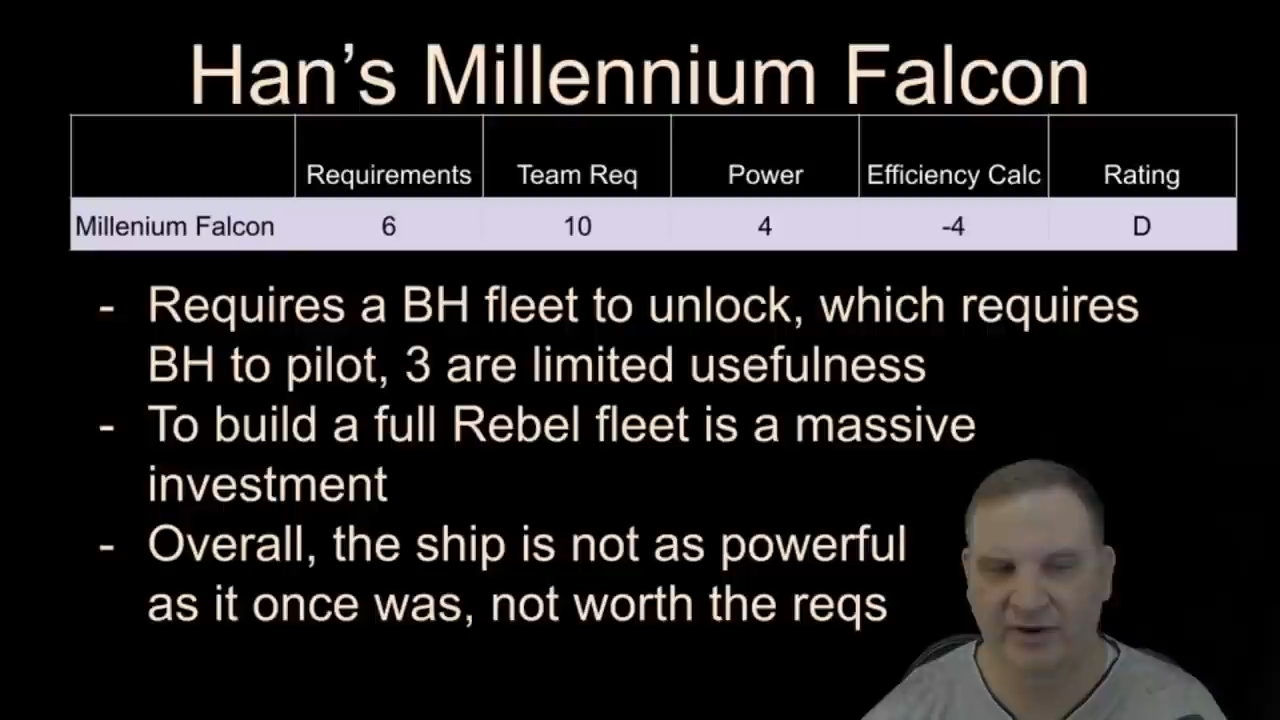 Han's Millennium Falcon
Requirements Team Req Power Efficiency Calc Rating
Millenium Falcon 6 10 4 -4 D
- Requires a BH fleet to unlock, which requires
BH to pilot, 3 are limited usefulness
- To build a full Rebel fleet is a massive
investment
- Overall, the ship is not as powerful
as it once was, not worth the reqs